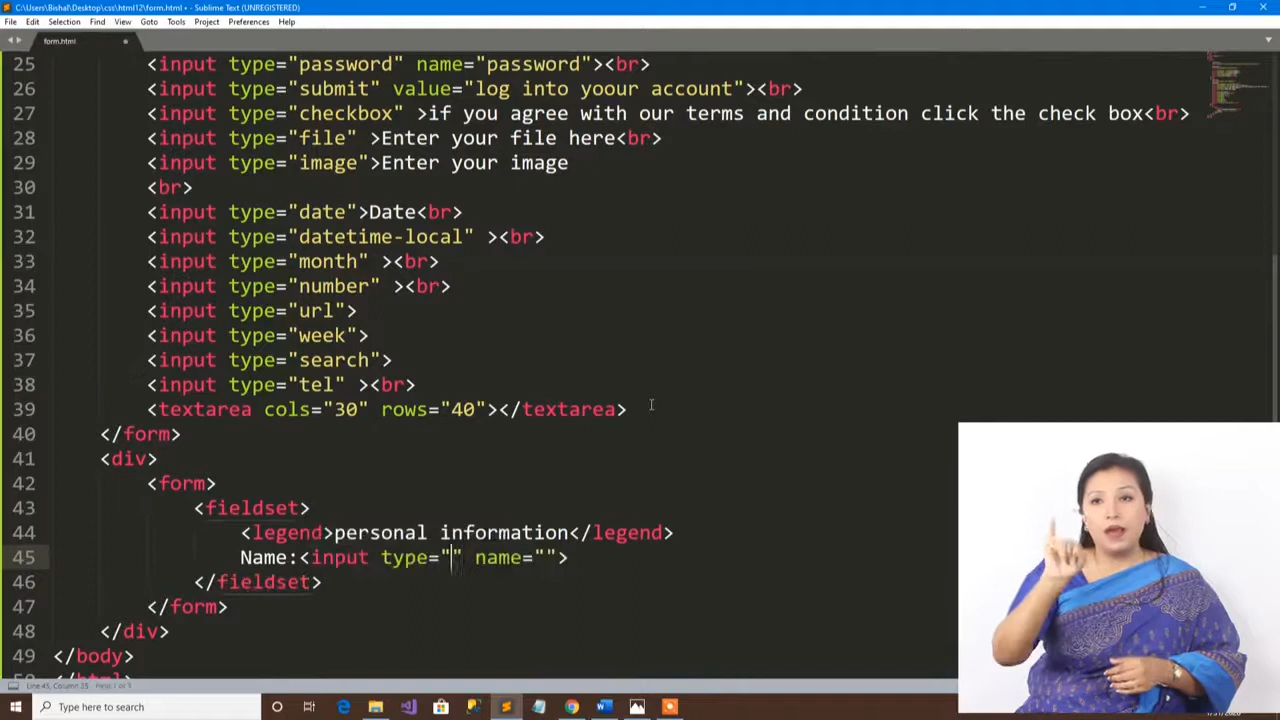 C:\Users\Bishal\Desktop\css\html12\form.html • - Sublime Text (UNREGISTERED)
File Edit Selection Find View Goto Tools Project Preferences Help
form.html
25 <input type="password" name="password"><br>
26 <input type="submit" value="log into yoour account"><br>
27 <input type="checkbox" >if you agree with our terms and condition click the check box<br>
28 <input type="file" >Enter your file here<br>
29 <input type="image">Enter your image
30 <br>
31 <input type="date">Date<br>
32 <input type="datetime-local" ><br>
33 <input type="month" ><br>
34 <input type="number" ><br>
35 <input type="url">
36 <input type="week">
37 <input type="search">
38 <input type="tel" ><br>
39 <textarea cols="30" rows="40"></textarea>
40 </form>
41 <div>
42 <form>
43 <fieldset>
44 <legend>personal information</legend>
45 Name:<input type="" name="">
46 </fieldset>
47 </form>
48 </div>
49 </body>
Line 45, Column 35
Type here to search